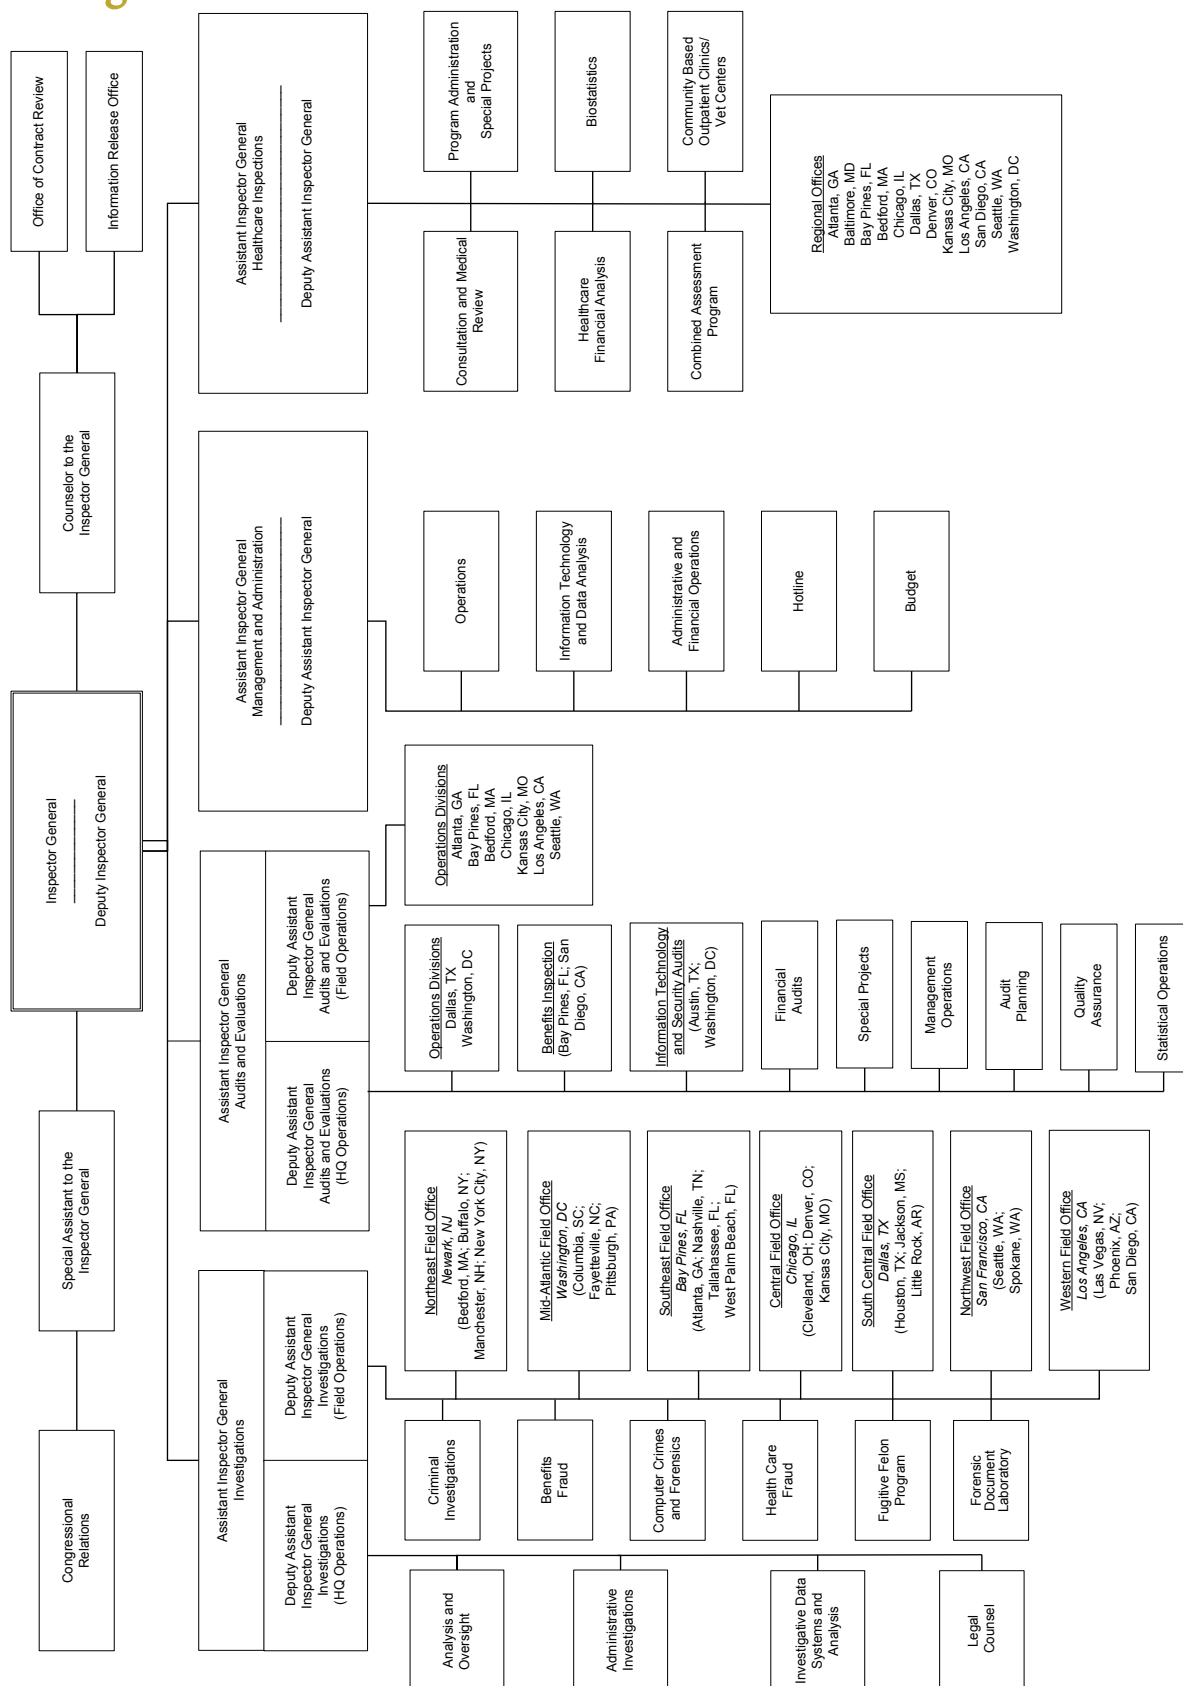 Congressional
Relations
Special Assistant to the
Inspector General
Inspector General
Deputy Inspector General
Counselor to the
Inspector General
Office of Contract Review
Information Release Office
Assistant Inspector General
Investigations
Deputy Assistant
Inspector General
Investigations
(HQ Operations)
Deputy Assistant
Inspector General
Investigations
(Field Operations)
Assistant Inspector General
Audits and Evaluations
Deputy Assistant
Inspector General
Audits and Evaluations
(HQ Operations)
Deputy Assistant
Inspector General
Audits and Evaluations
(Field Operations)
Assistant Inspector General
Management and Administration
Deputy Assistant Inspector General
Assistant Inspector General
Healthcare Inspections
Deputy Assistant Inspector General
Analysis and
Oversight
Administrative
Investigations
Investigative Data
Systems and
Analysis
Legal
Counsel
Criminal
Investigations
Benefits
Fraud
Computer Crimes
and Forensics
Health Care
Fraud
Fugitive Felon
Program
Forensic
Document
Laboratory
Northeast Field Office
Newark, NJ
(Bedford, MA; Buffalo, NY;
Manchester, NH; New York City, NY)
Mid-Atlantic Field Office
Washington, DC
(Columbia, SC;
Fayetteville, NC;
Pittsburgh, PA)
Southeast Field Office
Bay Pines, FL
(Atlanta, GA; Nashville, TN;
Tallahassee, FL;
West Palm Beach, FL)
Central Field Office
Chicago, IL
(Cleveland, OH; Denver, CO;
Kansas City, MO)
South Central Field Office
Dallas, TX
(Houston, TX; Jackson, MS;
Little Rock, AR)
Northwest Field Office
San Francisco, CA
(Seattle, WA;
Spokane, WA)
Western Field Office
Los Angeles, CA
(Las Vegas, NV;
Phoenix, AZ;
San Diego, CA)
Operations Divisions
Dallas, TX
Washington, DC
Benefits Inspection
(Bay Pines, FL; San
Diego, CA)
Information Technology
and Security Audits
(Austin, TX;
Washington, DC)
Financial
Audits
Special Projects
Management
Operations
Audit
Planning
Quality
Assurance
Statistical Operations
Operations Divisions
Atlanta, GA
Bay Pines, FL
Bedford, MA
Chicago, IL
Kansas City, MO
Los Angeles, CA
Seattle, WA
Operations
Information Technology
and Data Analysis
Administrative and
Financial Operations
Hotline
Budget
Consultation and Medical
Review
Healthcare
Financial Analysis
Combined Assessment
Program
Program Administration
and
Special Projects
Biostatistics
Community Based
Outpatient Clinics/
Vet Centers
Regional Offices
Atlanta, GA
Baltimore, MD
Bay Pines, FL
Bedford, MA
Chicago, IL
Dallas, TX
Denver, CO
Kansas City, MO
Los Angeles, CA
San Diego, CA
Seattle, WA
Washington, DC